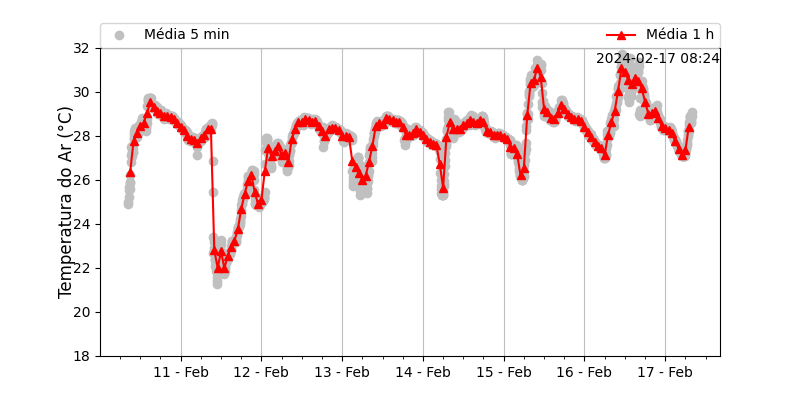 Média 5 min
Média 1 h
2024-02-17 08:24
Temperatura do Ar (°C)
32
30
28
26
24
22
20
18
11 - Feb
12 - Feb
13 - Feb
14 - Feb
15 - Feb
16 - Feb
17 - Feb